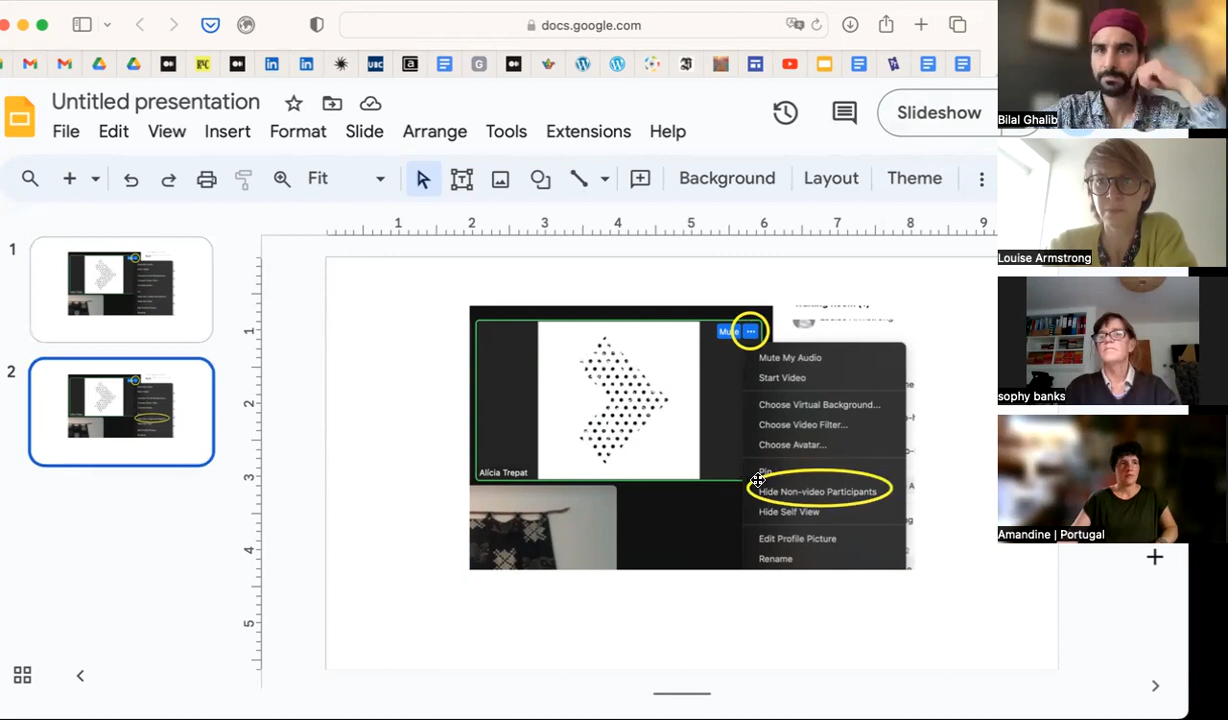 docs.google.com
Untitled presentation
File Edit View Insert Format Slide Arrange Tools Extensions Help
Slideshow
Fit
Background Layout Theme
1 2 3 4 5 6 7 8 9
1
2
1
2
3
4
5
Mute
Alícia Trepat
Mute My Audio
Start Video
Choose Virtual Background...
Choose Video Filter...
Choose Avatar...
Pin
Hide Non-video Participants
Hide Self View
Edit Profile Picture
Rename
Bilal Ghalib
Louise Armstrong
sophy banks
Amandine | Portugal